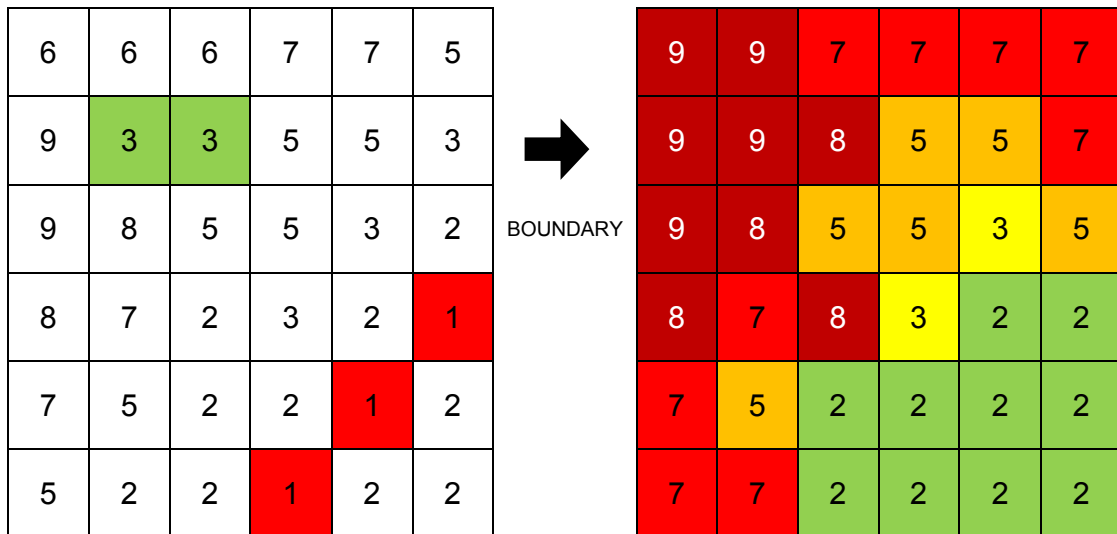 6 6 6 7 7 5 9 9 7 7 7 7
9 3 3 5 5 3 9 9 8 5 5 7
9 8 5 5 3 2 BOUNDARY 9 8 5 5 3 5
8 7 2 3 2 1 8 7 8 3 2 2
7 5 2 2 1 2 7 5 2 2 2 2
5 2 2 1 2 2 7 7 2 2 2 2